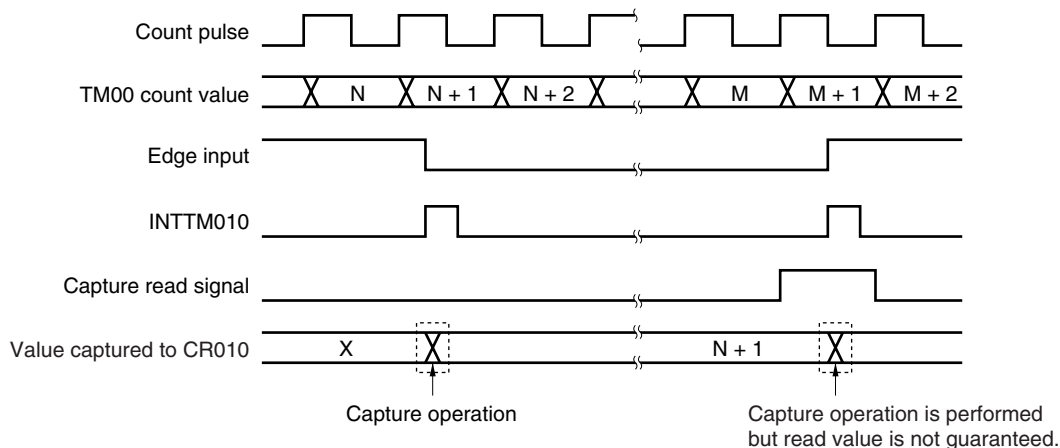 Count pulse
TM00 count value
N
N + 1
N + 2
M
M + 1
M + 2
Edge input
INTTM010
Capture read signal
Value captured to CR010
X
N + 1
Capture operation
Capture operation is performed
but read value is not guaranteed.